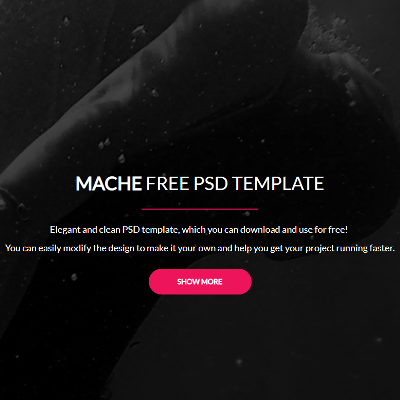 MACHE FREE PSD TEMPLATE
Elegant and clean PSD template, which you can download and use for free!
You can easily modify the design to make it your own and help you get your project running faster.
SHOW MORE